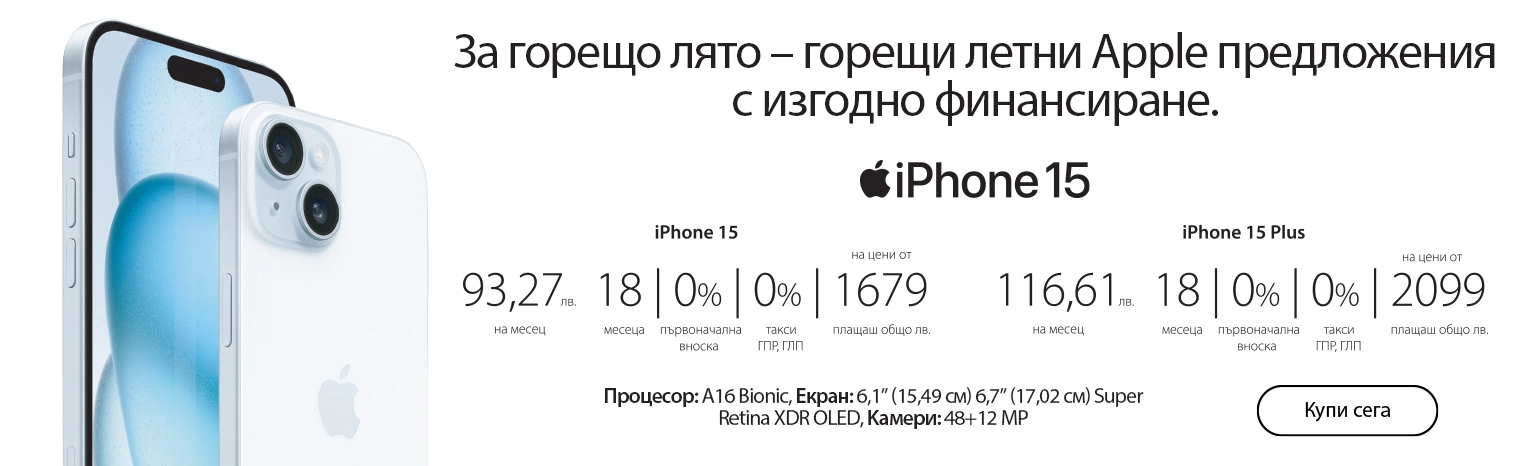 За горещо лято – горещи летни Apple предложения
с изгодно финансиране.
iPhone 15
iPhone 15
на цени от
93,27 лв. 18 0% 0% 1679
на месец месеца първоначална такси плащаш общо лв.
вноска ГПР, ГЛП
iPhone 15 Plus
на цени от
116,61 лв. 18 0% 0% 2099
на месец месеца първоначална такси плащаш общо лв.
вноска ГПР, ГЛП
Процесор: A16 Bionic, Екран: 6,1” (15,49 см) 6,7” (17,02 см) Super
Retina XDR OLED, Камери: 48+12 MP
Купи сега